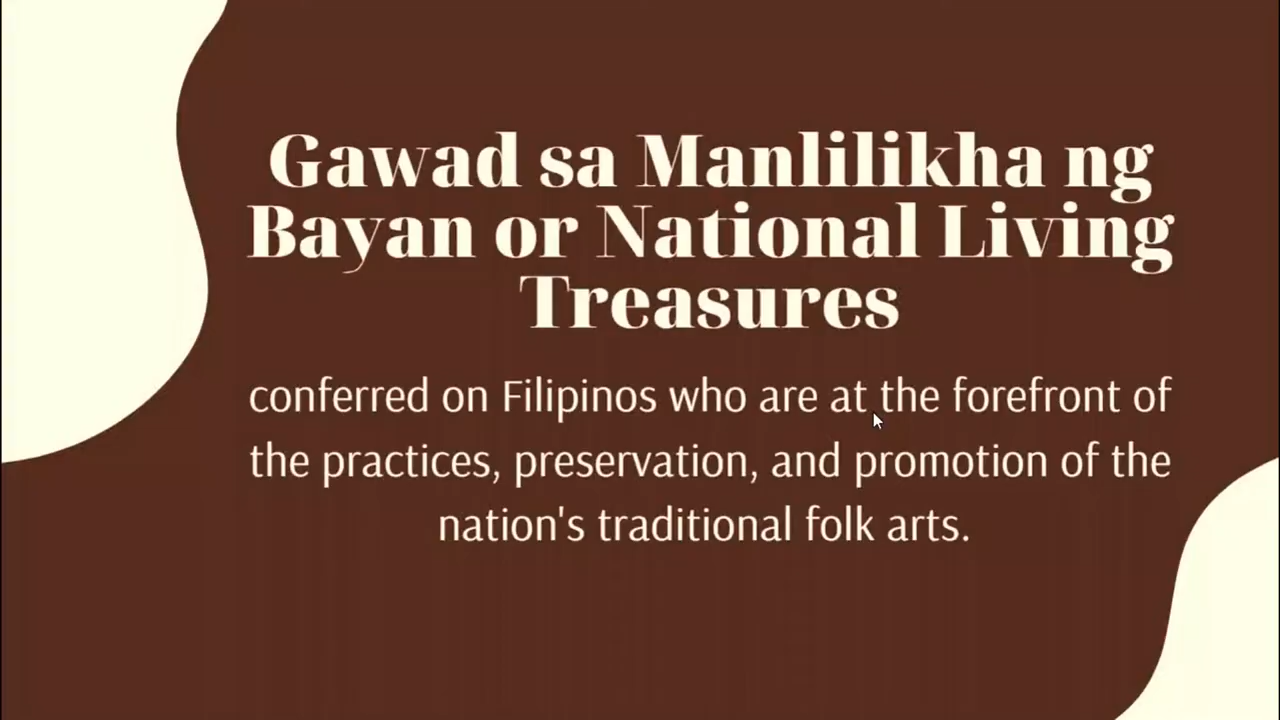 Gawad sa Manlilikha ng
Bayan or National Living
Treasures
conferred on Filipinos who are at the forefront of
the practices, preservation, and promotion of the
nation's traditional folk arts.